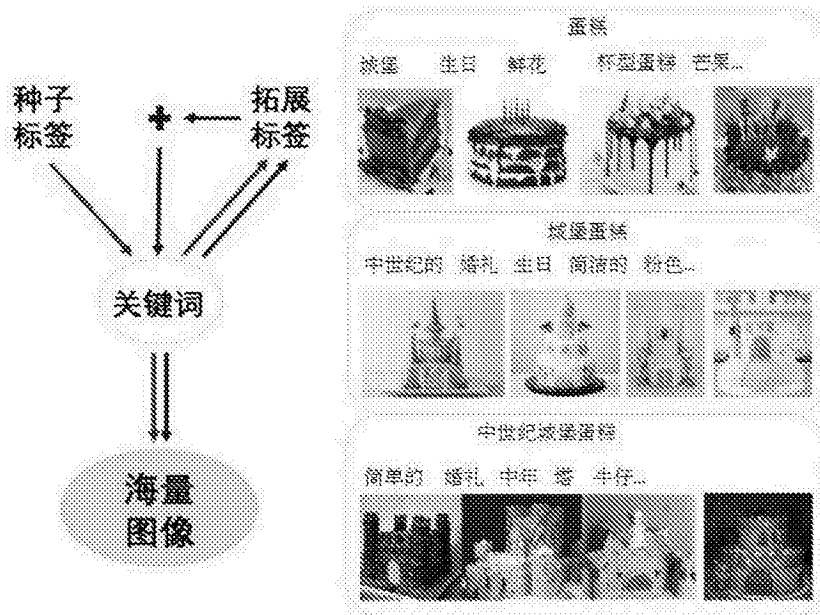 种子
标签
+
拓展
标签
关键词
海量
图像
蛋糕
城堡 生日 鲜花 杯型蛋糕 芒果...
城堡蛋糕
中世纪的 婚礼 生日 简洁的 粉色...
中世纪城堡蛋糕
简单的 婚礼 中年 塔 牛仔...